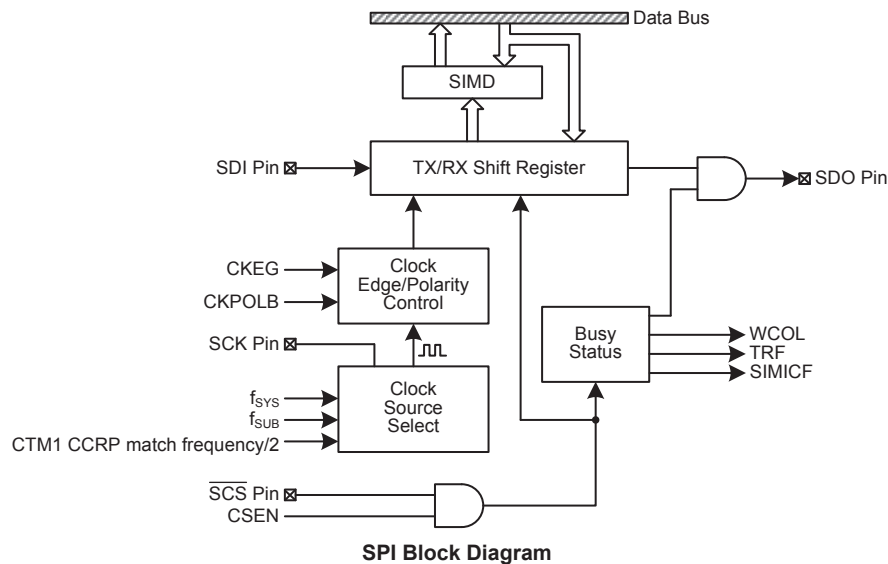 Data Bus
SIMD
SDI Pin
TX/RX Shift Register
SDO Pin
CKEG
CKPOLB
Clock
Edge/Polarity
Control
Busy
Status
WCOL
TRF
SIMICF
SCK Pin
fSYS
fSUB
CTM1 CCRP match frequency/2
Clock
Source
Select
SCS Pin
CSEN
SPI Block Diagram